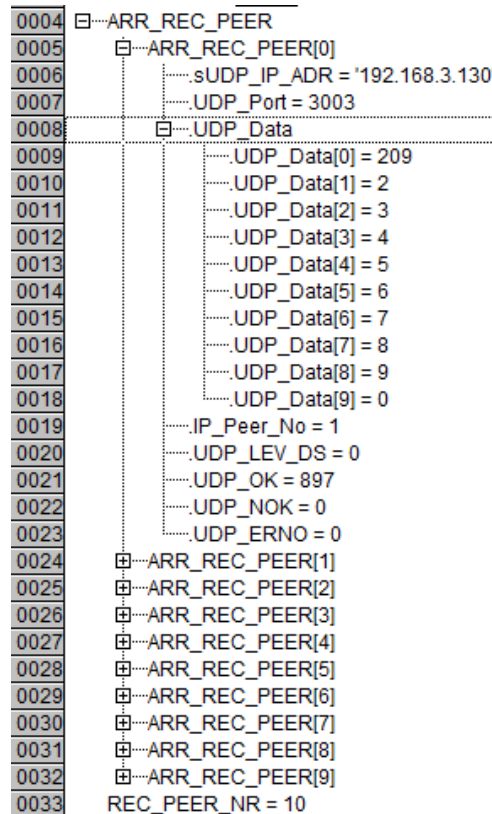 0004 ARR_REC_PEER
0005 ARR_REC_PEER[0]
0006 .sUDP_IP_ADR = '192.168.3.130'
0007 .UDP_Port = 3003
0008 .UDP_Data
0009 .UDP_Data[0] = 209
0010 .UDP_Data[1] = 2
0011 .UDP_Data[2] = 3
0012 .UDP_Data[3] = 4
0013 .UDP_Data[4] = 5
0014 .UDP_Data[5] = 6
0015 .UDP_Data[6] = 7
0016 .UDP_Data[7] = 8
0017 .UDP_Data[8] = 9
0018 .UDP_Data[9] = 0
0019 .IP_Peer_No = 1
0020 .UDP_LEV_DS = 0
0021 .UDP_OK = 897
0022 .UDP_NOK = 0
0023 .UDP_ERNO = 0
0024 ARR_REC_PEER[1]
0025 ARR_REC_PEER[2]
0026 ARR_REC_PEER[3]
0027 ARR_REC_PEER[4]
0028 ARR_REC_PEER[5]
0029 ARR_REC_PEER[6]
0030 ARR_REC_PEER[7]
0031 ARR_REC_PEER[8]
0032 ARR_REC_PEER[9]
0033 REC_PEER_NR = 10